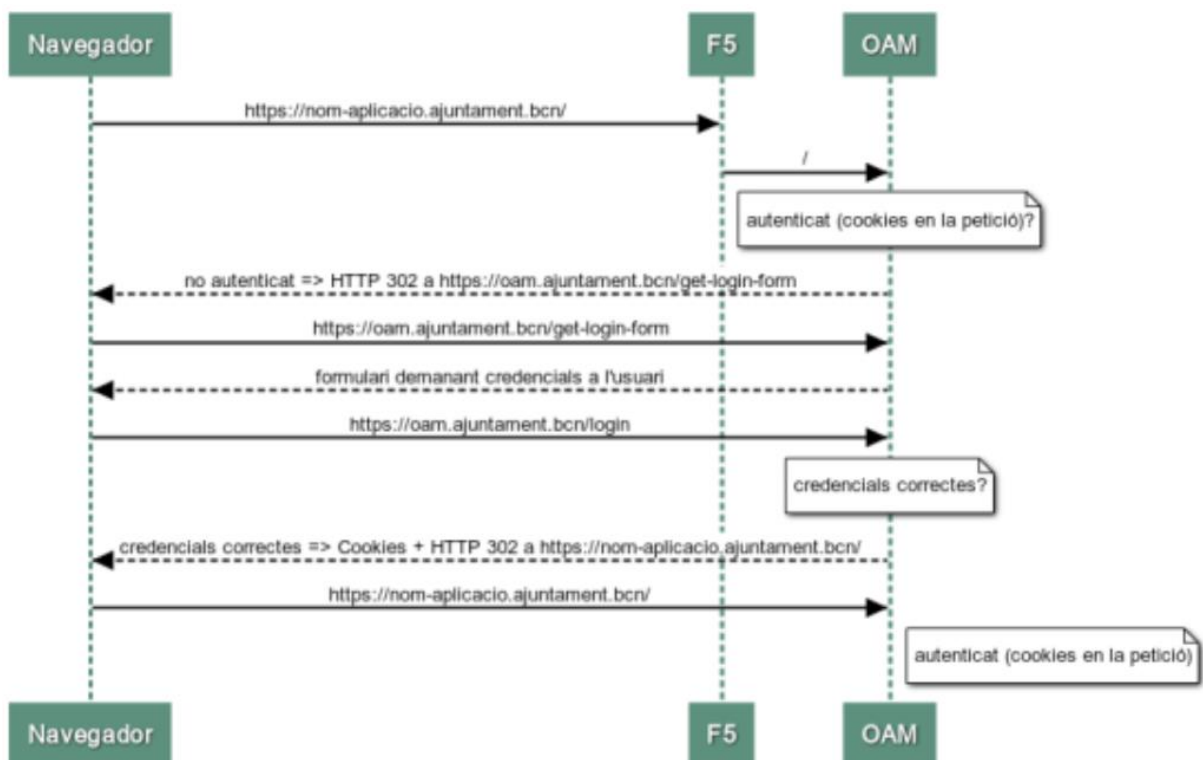 Navegador F5 OAM
https://nom-aplicacio.ajuntament.bcn/
/
autenticat (cookies en la petició)?
no autenticat => HTTP 302 a https://oam.ajuntament.bcn/get-login-form
https://oam.ajuntament.bcn/get-login-form
formulari demanant credencials a l'usuari
https://oam.ajuntament.bcn/login
credencials correctes?
credencials correctes => Cookies + HTTP 302 a https://nom-aplicacio.ajuntament.bcn/
https://nom-aplicacio.ajuntament.bcn/
autenticat (cookies en la petició)
Navegador F5 OAM